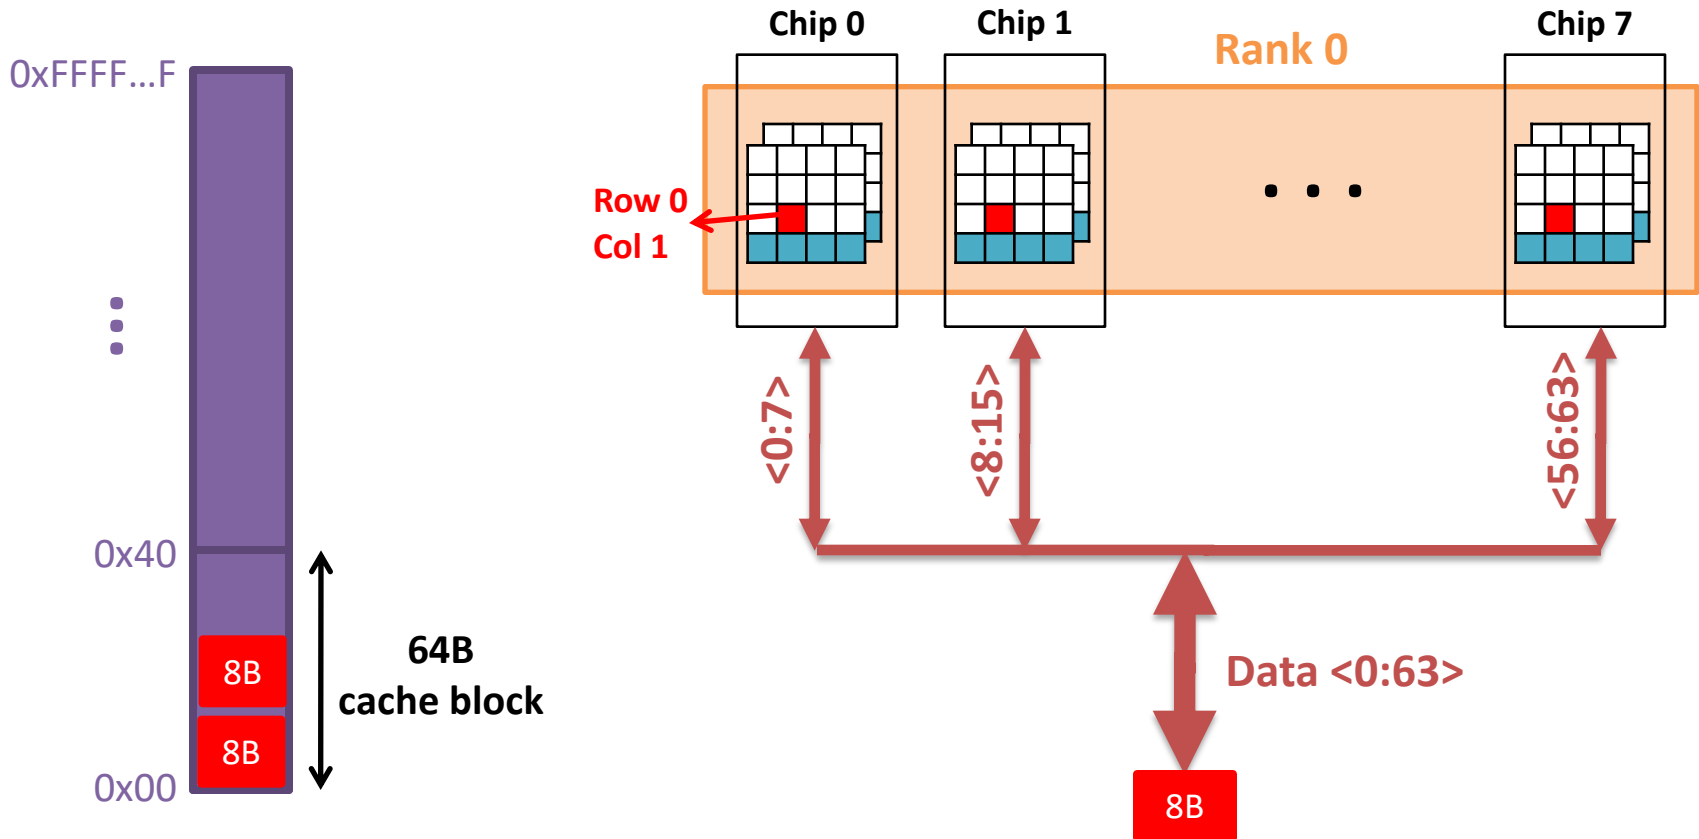 Chip 0
Chip 1
Chip 7
Rank 0
0xFFFF...F
Row 0
Col 1
<0:7>
<8:15>
<56:63>
0x40
64B
cache block
8B
8B
0x00
Data <0:63>
8B